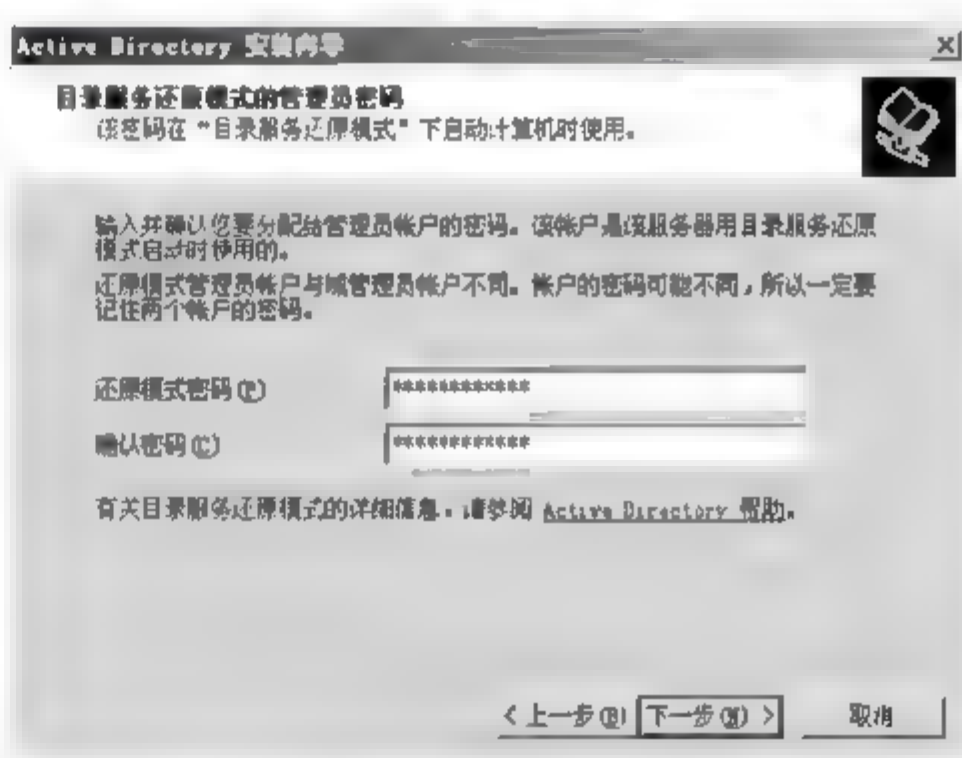 Active Directory 安装向导
目录服务还原模式的管理员密码
该密码在“目录服务还原模式”下启动计算机时使用。
输入并确认您要分配给管理员帐户的密码。该帐户是该服务器用目录服务还原
模式启动时使用的。
还原模式管理员帐户与域管理员帐户不同。帐户的密码可能不同，所以一定要
记住两个帐户的密码。
还原模式密码(P) ************
确认密码(C) ************
有关目录服务还原模式的详细信息，请参阅 Active Directory 帮助。
< 上一步(B) 下一步(N) > 取消